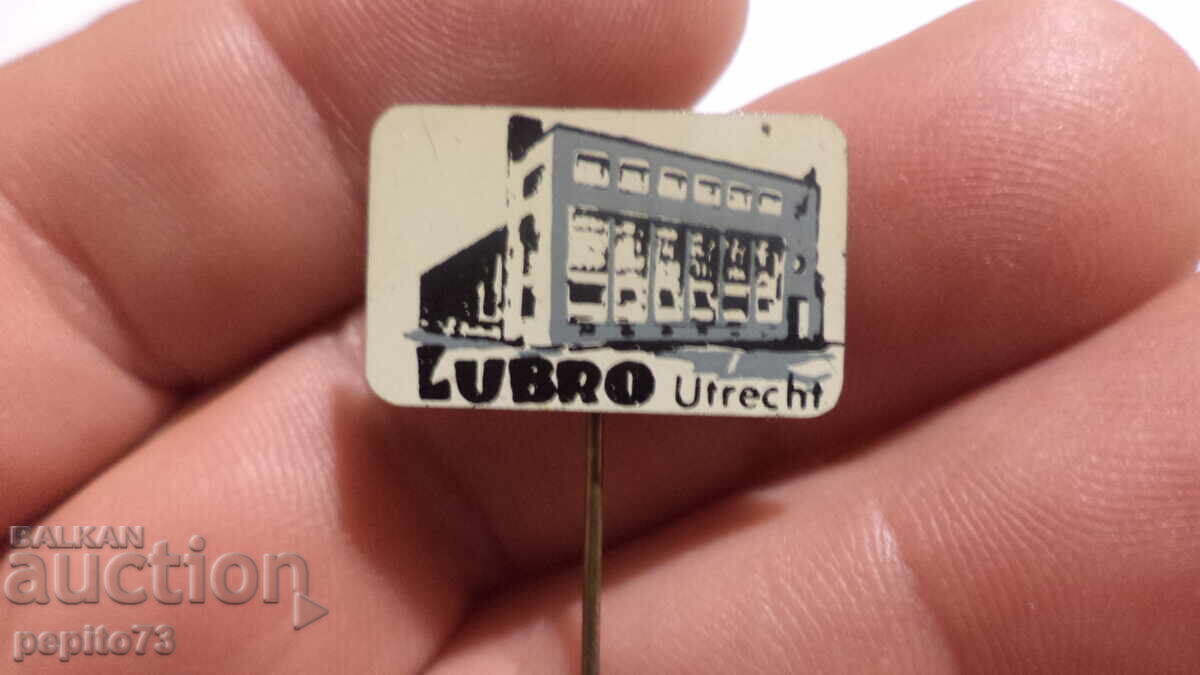 LUBRO Utrecht
BALKAN
auction
pepito73